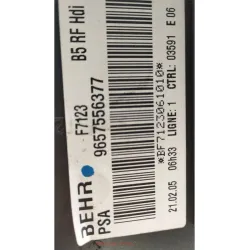 BEHR
PSA
9657556377
F7123
B5 RF Hdi
*BF7123061010*
21.02.05 06h33 LIGNE: 1 CTRL: 03591 E 06